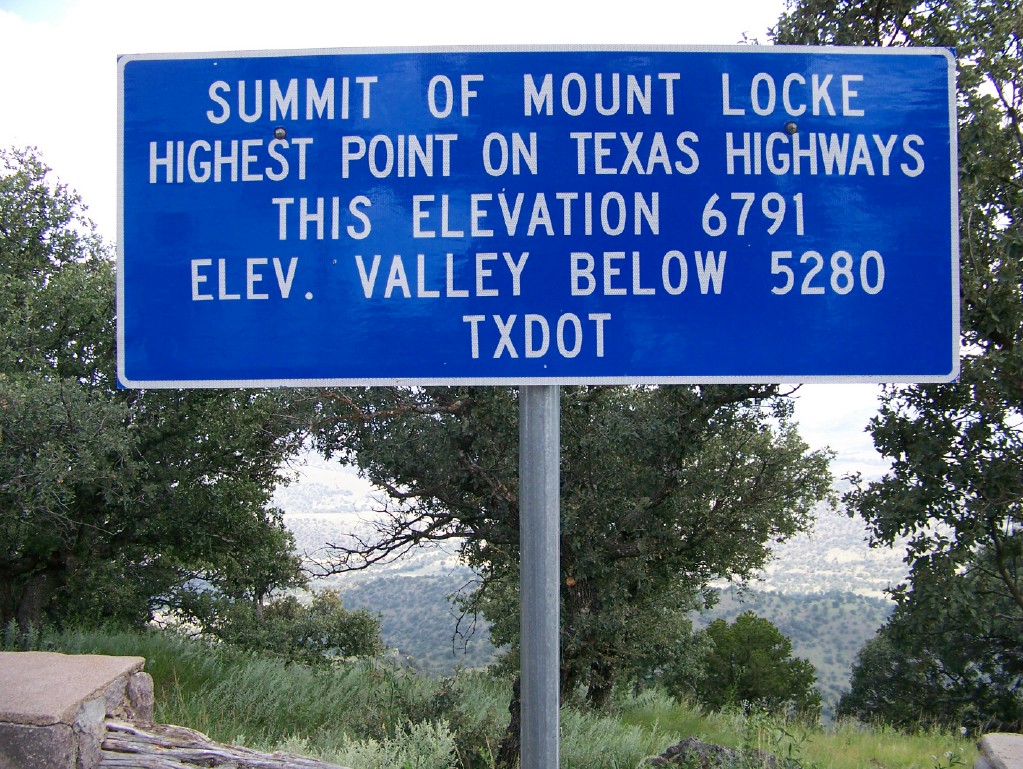 SUMMIT OF MOUNT LOCKE
HIGHEST POINT ON TEXAS HIGHWAYS
THIS ELEVATION 6791
ELEV. VALLEY BELOW 5280
TXDOT